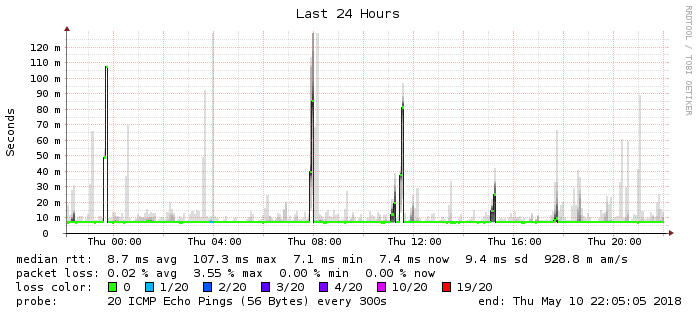 Last 24 Hours
RRDTOOL / TOBI OETIKER
Seconds
120 m
110 m
100 m
90 m
80 m
70 m
60 m
50 m
40 m
30 m
20 m
10 m
0
Thu 00:00 Thu 04:00 Thu 08:00 Thu 12:00 Thu 16:00 Thu 20:00
median rtt: 8.7 ms avg 107.3 ms max 7.1 ms min 7.4 ms now 9.4 ms sd 928.8 m am/s
packet loss: 0.02 % avg 3.55 % max 0.00 % min 0.00 % now
loss color: 0 1/20 2/20 3/20 4/20 10/20 19/20
probe: 20 ICMP Echo Pings (56 Bytes) every 300s end: Thu May 10 22:05:05 2018